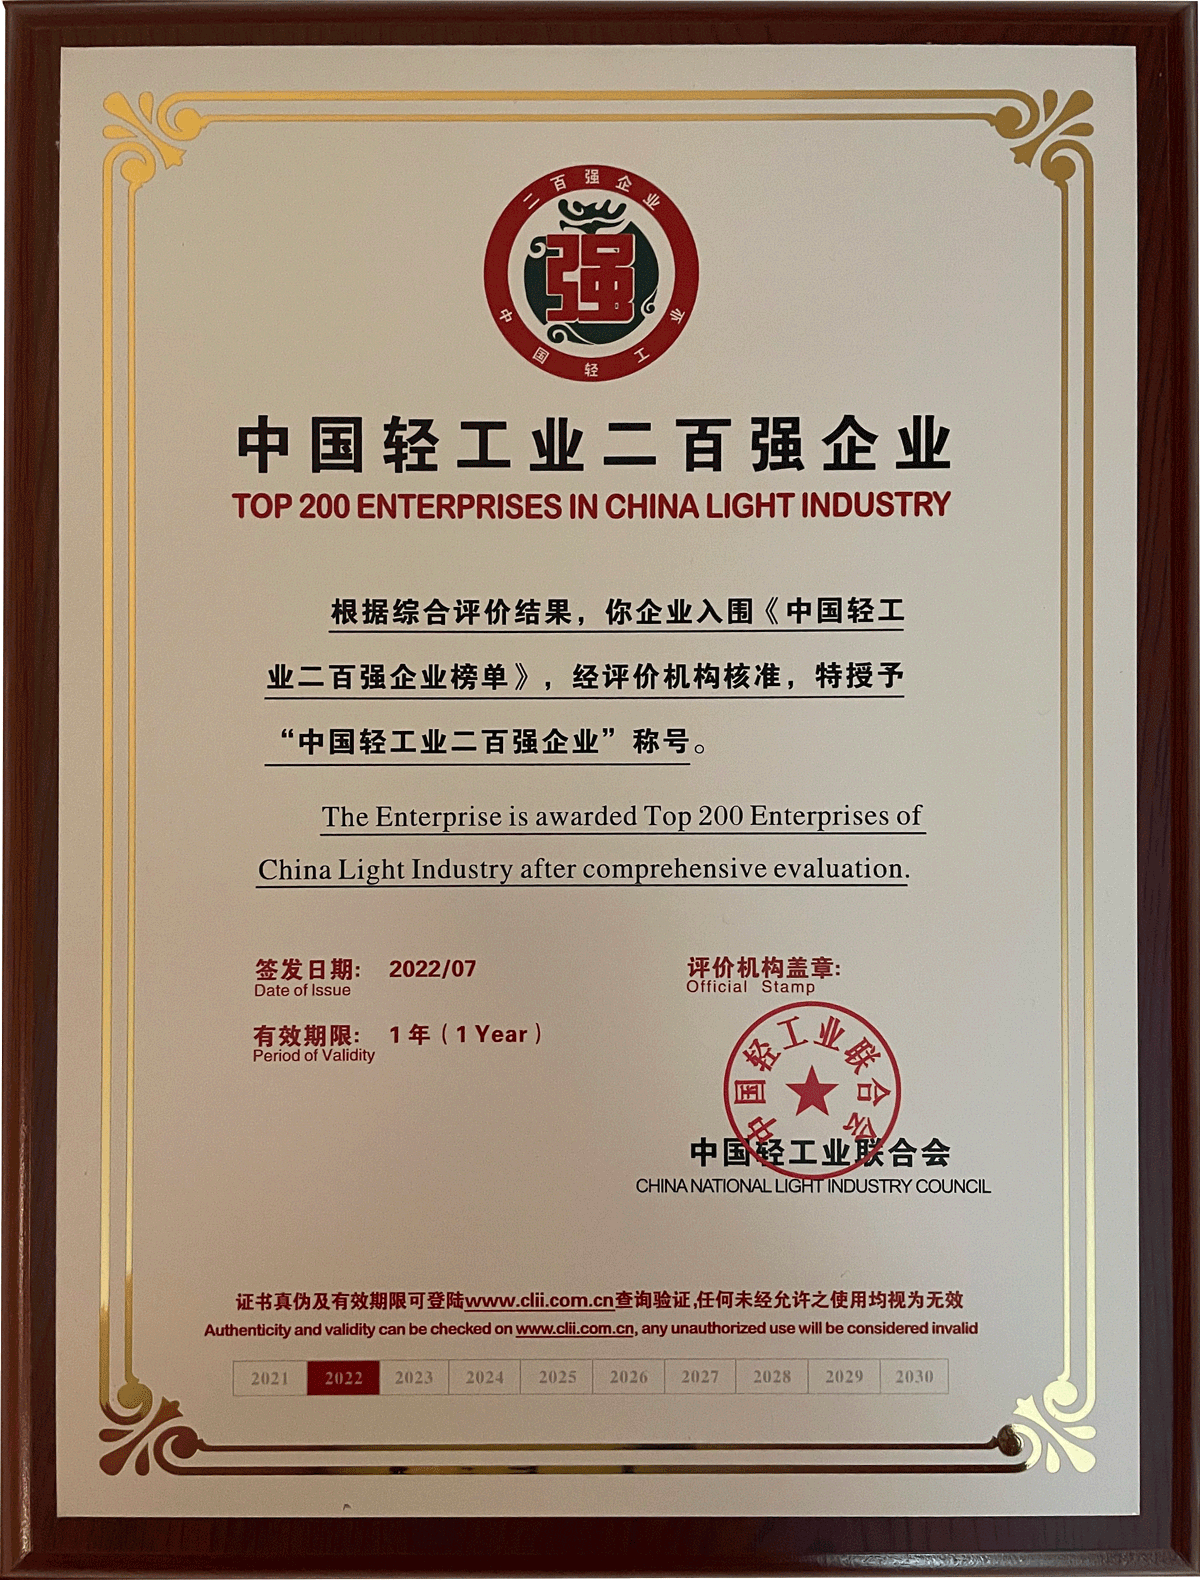 二百强企业
强
中国轻工业
中国轻工业二百强企业
TOP 200 ENTERPRISES IN CHINA LIGHT INDUSTRY
根据综合评价结果，你企业入围《中国轻工
业二百强企业榜单》，经评价机构核准，特授予
“中国轻工业二百强企业”称号。
The Enterprise is awarded Top 200 Enterprises of
China Light Industry after comprehensive evaluation.
签发日期: 2022/07
Date of Issue
有效期限: 1年（1 Year）
Period of Validity
评价机构盖章:
Official Stamp
中国轻工业联合会
中国轻工业联合会
CHINA NATIONAL LIGHT INDUSTRY COUNCIL
证书真伪及有效期限可登陆www.clii.com.cn查询验证,任何未经允许之使用均视为无效
Authenticity and validity can be checked on www.clii.com.cn, any unauthorized use will be considered invalid
2021 2022 2023 2024 2025 2026 2027 2028 2029 2030